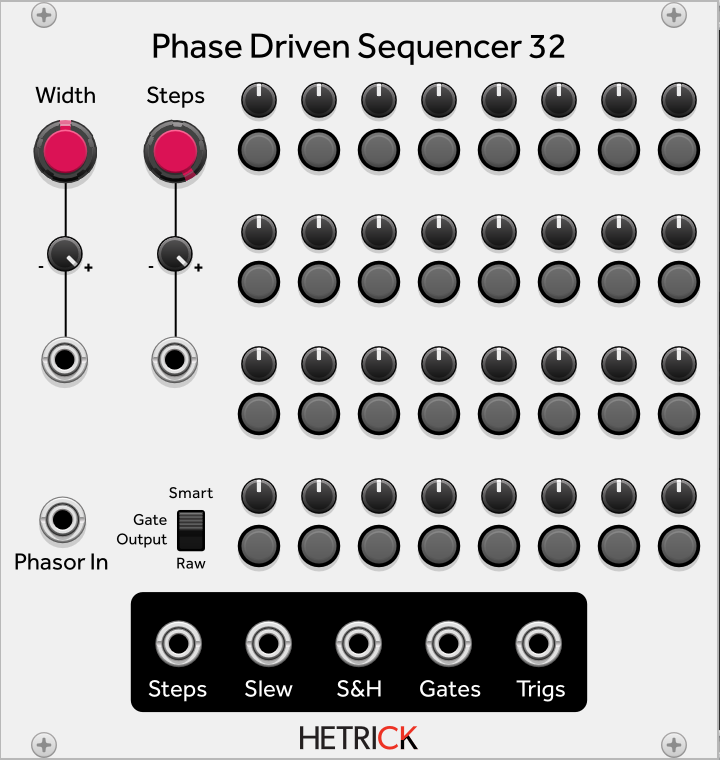 Phase Driven Sequencer 32
Width
Steps
- +
- +
Smart
Gate
Output
Raw
Phasor In
Steps
Slew
S&H
Gates
Trigs
HETRICK